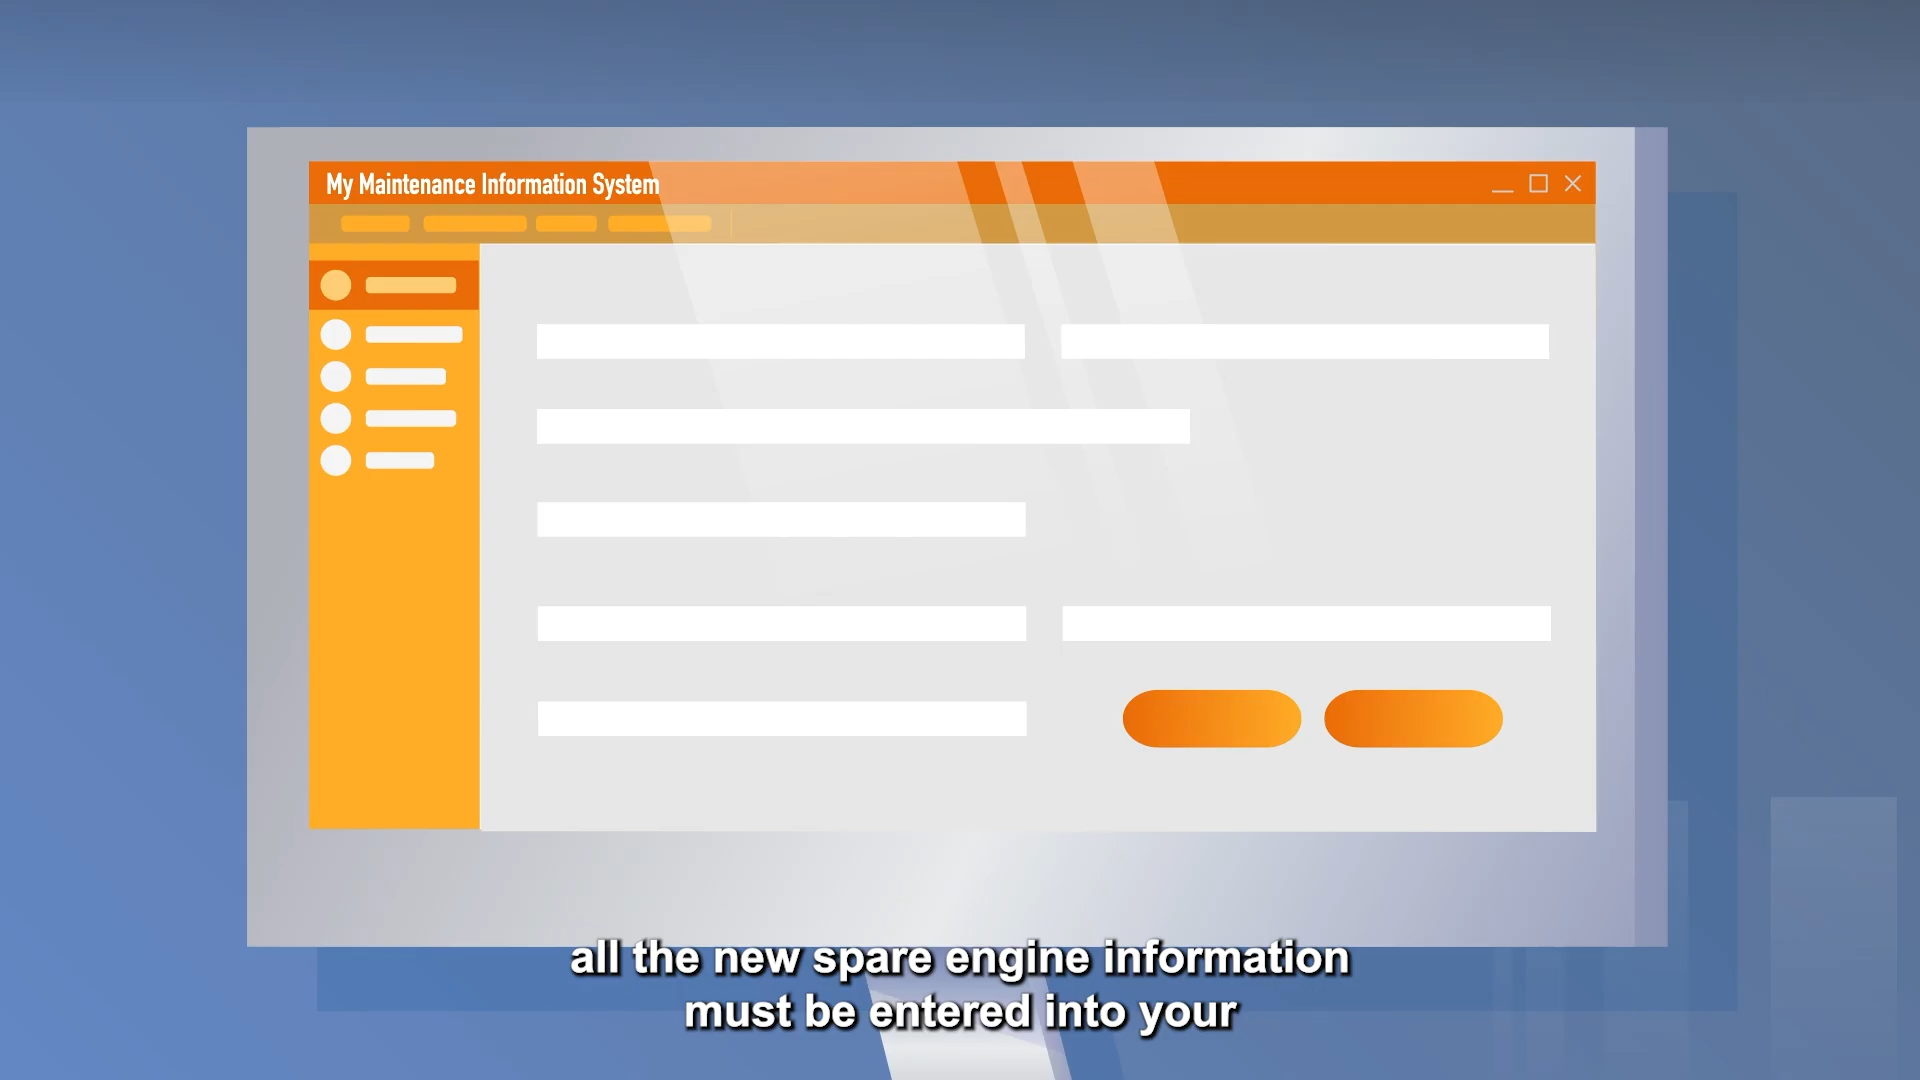 My Maintenance Information System
all the new spare engine information
must be entered into your